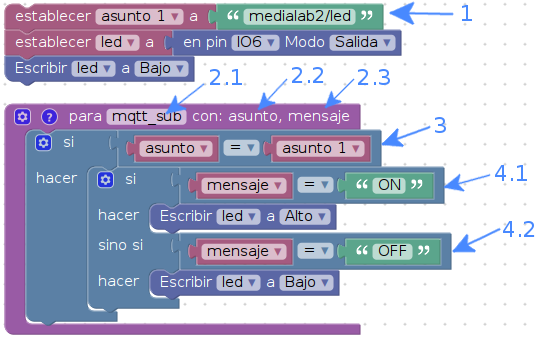 establecer asunto 1 ▾ a “ medialab2/led ” 1
establecer led ▾ a en pin IO6 ▾ Modo Salida ▾
Escribir led ▾ a Bajo ▾
2.1 2.2 2.3
? para mqtt_sub con: asunto, mensaje
si asunto ▾ = ▾ asunto 1 ▾ 3
hacer si mensaje ▾ = ▾ “ ON ” 4.1
hacer Escribir led ▾ a Alto ▾
sino si mensaje ▾ = ▾ “ OFF ” 4.2
hacer Escribir led ▾ a Bajo ▾